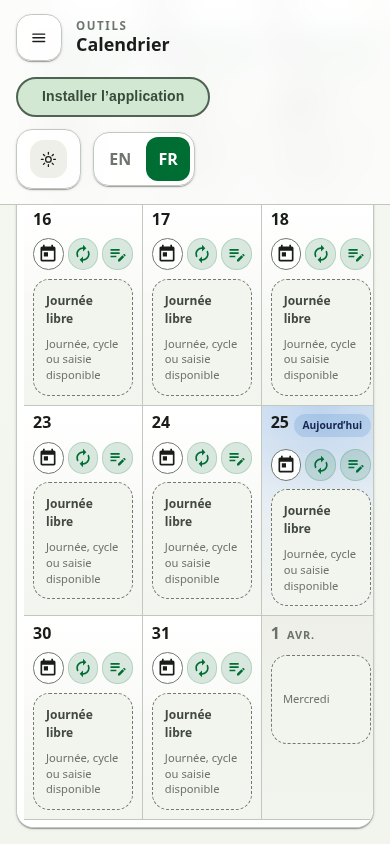 OUTILS
Calendrier
Installer l'application
EN
FR
16
17
18
Journée
libre
Journée, cycle
ou saisie
disponible
Journée
libre
Journée, cycle
ou saisie
disponible
Journée
libre
Journée, cycle
ou saisie
disponible
23
24
25
Aujourd'hui
Journée
libre
Journée, cycle
ou saisie
disponible
Journée
libre
Journée, cycle
ou saisie
disponible
Journée
libre
Journée, cycle
ou saisie
disponible
30
31
1 AVR.
Journée
libre
Journée, cycle
ou saisie
disponible
Journée
libre
Journée, cycle
ou saisie
disponible
Mercredi